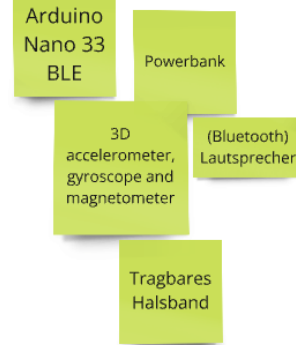 Arduino
Nano 33
BLE
Powerbank
3D
accelerometer,
gyroscope and
magnetometer
(Bluetooth)
Lautsprecher
Tragbares
Halsband